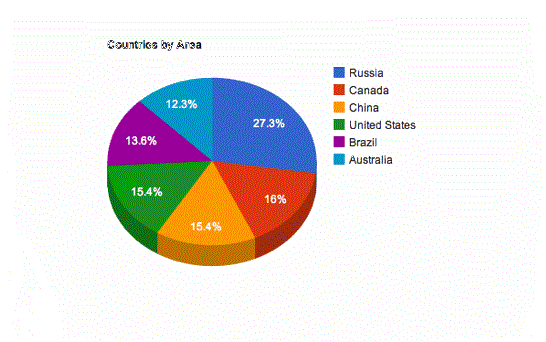 Countries by Area
Russia
Canada
China
United States
Brazil
Australia
12.3%
27.3%
13.6%
15.4%
15.4%
16%